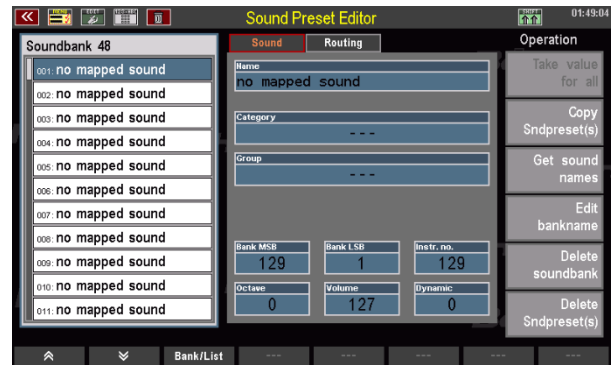 Sound Preset Editor
01:49:04
Soundbank 48
001: no mapped sound
002: no mapped sound
003: no mapped sound
004: no mapped sound
005: no mapped sound
006: no mapped sound
007: no mapped sound
008: no mapped sound
009: no mapped sound
010: no mapped sound
011: no mapped sound
Sound
Routing
Name
no mapped sound
Category
---
Group
---
Bank MSB
129
Bank LSB
1
Instr. no.
129
Octave
0
Volume
127
Dynamic
0
Operation
Take value
for all
Copy
Sndpreset(s)
Get sound
names
Edit
bankname
Delete
soundbank
Delete
Sndpreset(s)
Bank/List
---
---
---
---
---